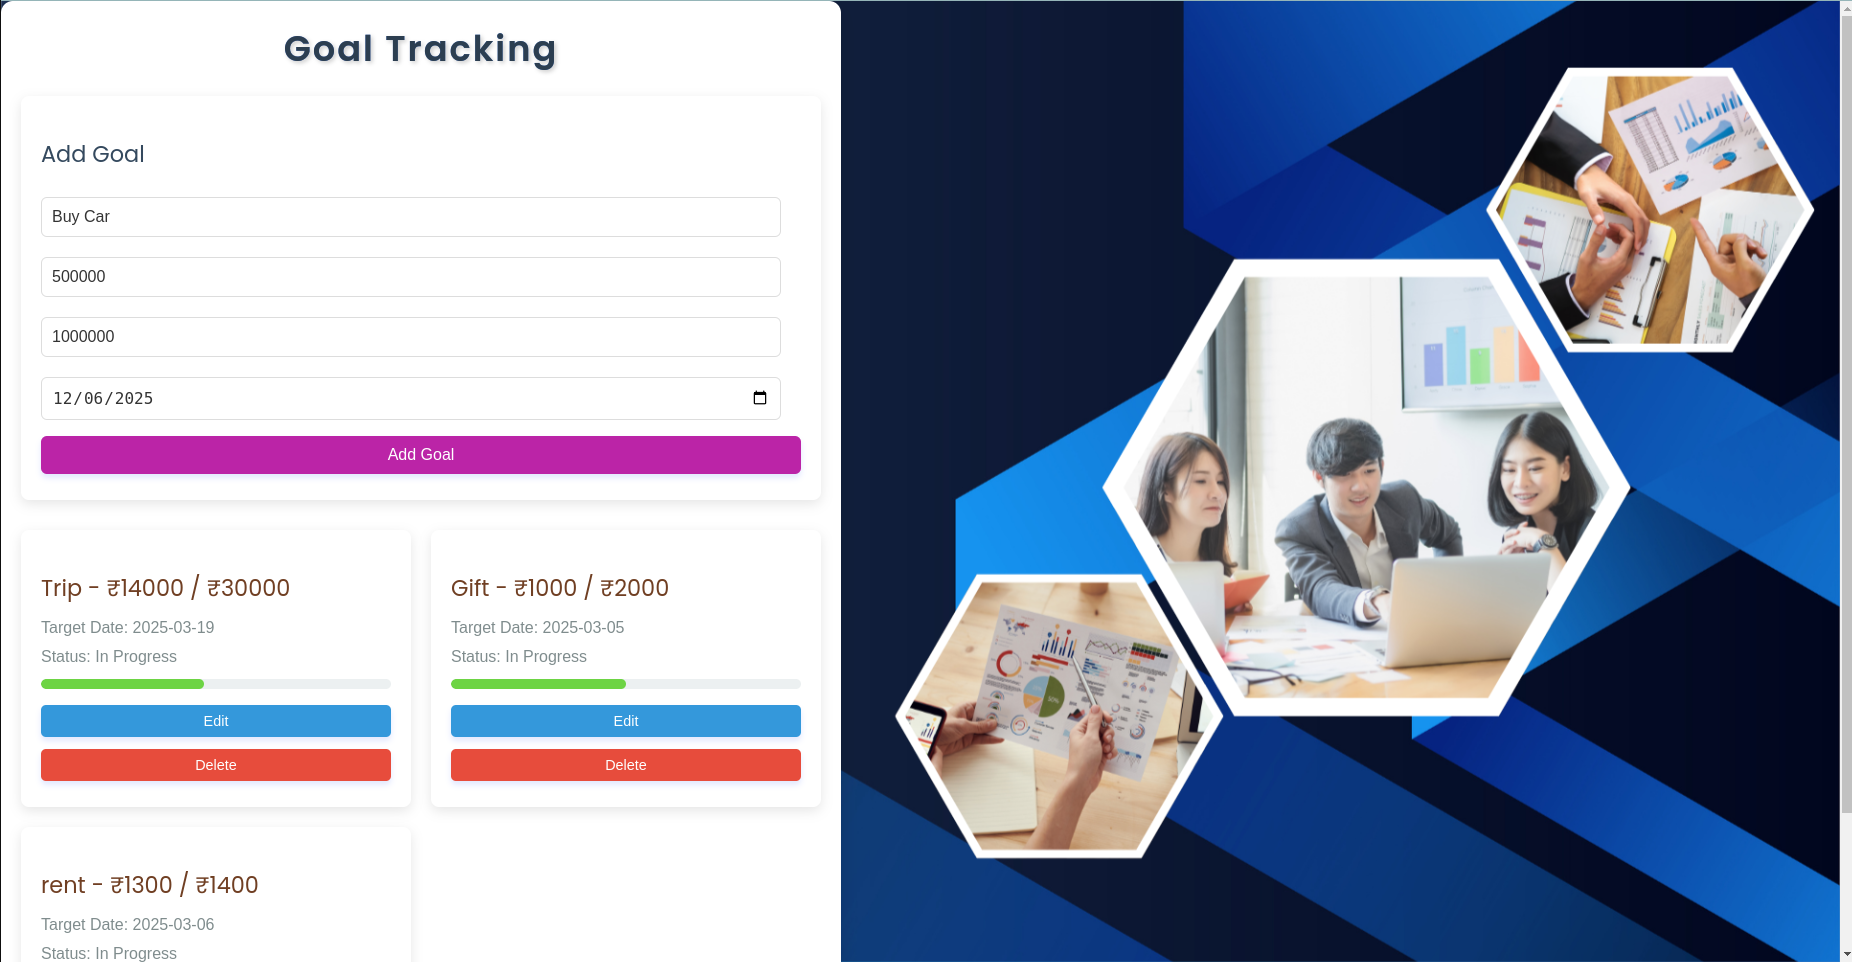 Goal Tracking
Add Goal
Buy Car
500000
1000000
12/06/2025
Add Goal
Trip - ₹14000 / ₹30000
Target Date: 2025-03-19
Status: In Progress
Edit
Delete
Gift - ₹1000 / ₹2000
Target Date: 2025-03-05
Status: In Progress
Edit
Delete
rent - ₹1300 / ₹1400
Target Date: 2025-03-06
Status: In Progress